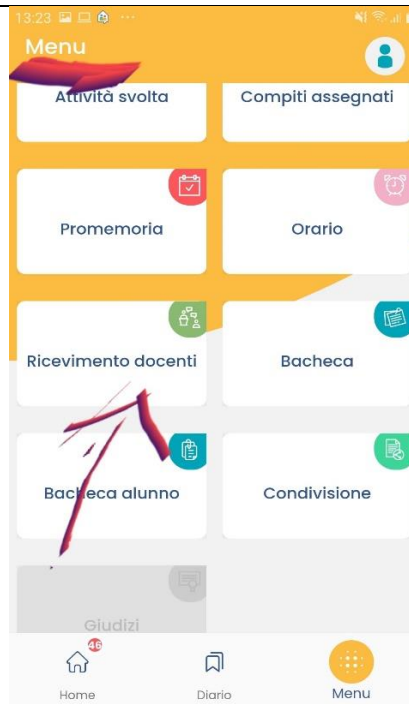 13:23
Menu
Attività svolta
Compiti assegnati
Promemoria
Orario
Ricevimento docenti
Bacheca
Bacheca alunno
Condivisione
Giudizi
46
Home
Diario
Menu